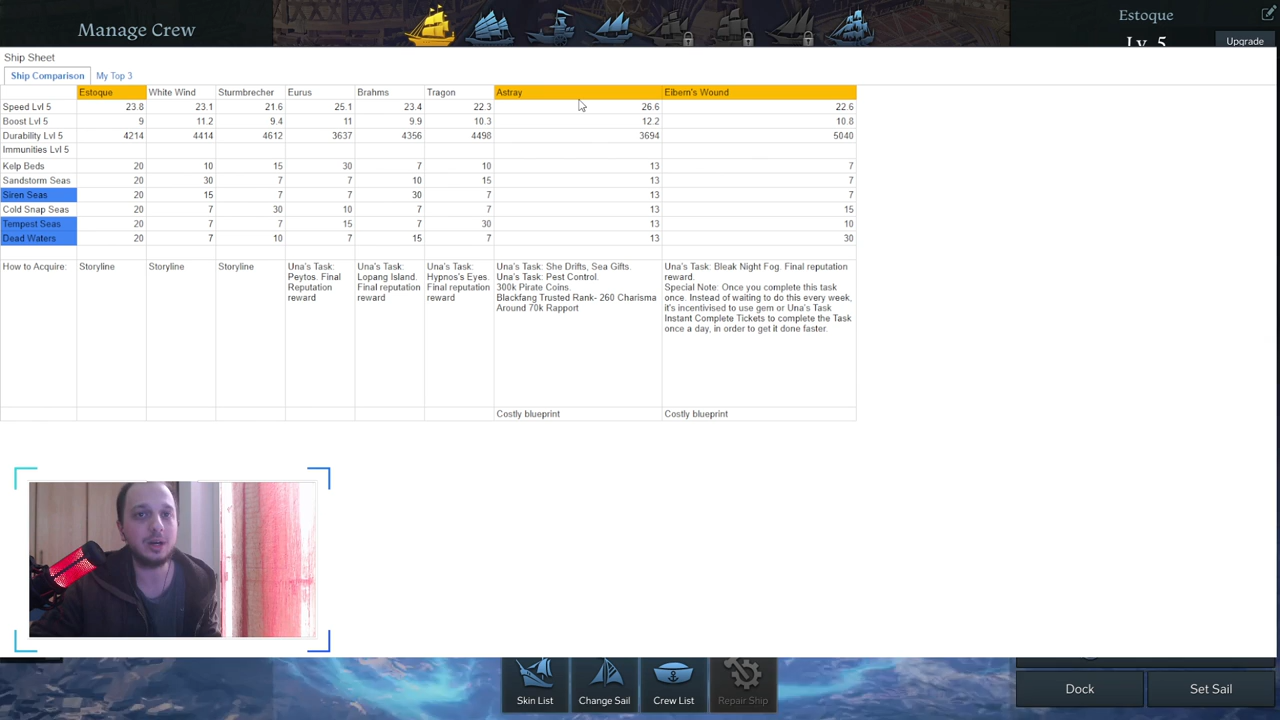 Manage Crew
Estoque
Lv. 5
Upgrade
Ship Sheet
Ship Comparison My Top 3
Estoque White Wind Sturmbrecher Eurus Brahms Tragon Astray Eibern's Wound
Speed Lvl 5 23.8 23.1 21.6 25.1 23.4 22.3 26.6 22.6
Boost Lvl 5 9 11.2 9.4 11 9.9 10.3 12.2 10.8
Durability Lvl 5 4214 4414 4612 3637 4356 4498 3694 5040
Immunities Lvl 5
Kelp Beds 20 10 15 30 7 10 13 7
Sandstorm Seas 20 30 7 7 10 15 13 7
Siren Seas 20 15 7 7 30 7 13 7
Cold Snap Seas 20 7 30 10 7 7 13 15
Tempest Seas 20 7 7 15 7 30 13 10
Dead Waters 20 7 10 7 15 7 13 30
How to Acquire:
Storyline
Storyline
Storyline
Una's Task:
Peytos. Final
Reputation
reward
Una's Task:
Lopang Island.
Final reputation
reward
Una's Task:
Hypnos's Eyes.
Final reputation
reward
Una's Task: She Drifts, Sea Gifts.
Una's Task: Pest Control.
300k Pirate Coins.
Blackfang Trusted Rank- 260 Charisma
Around 70k Rapport
Una's Task: Bleak Night Fog. Final reputation
reward.
Special Note: Once you complete this task
once. Instead of waiting to do this every week,
it's incentivised to use gem or Una's Task
Instant Complete Tickets to complete the Task
once a day, in order to get it done faster.
Costly blueprint
Costly blueprint
Skin List
Change Sail
Crew List
Repair Ship
Dock
Set Sail